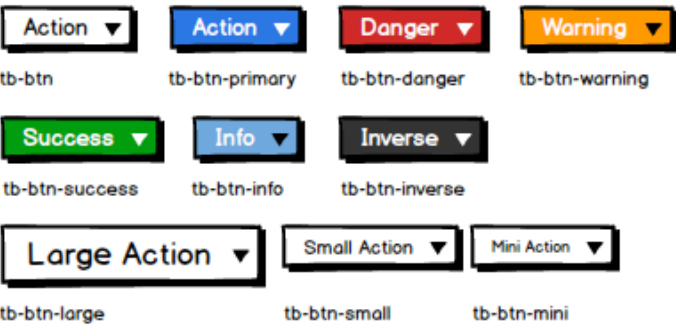 Action Action Danger Warning
tb-btn tb-btn-primary tb-btn-danger tb-btn-warning
Success Info Inverse
tb-btn-success tb-btn-info tb-btn-inverse
Large Action Small Action Mini Action
tb-btn-large tb-btn-small tb-btn-mini